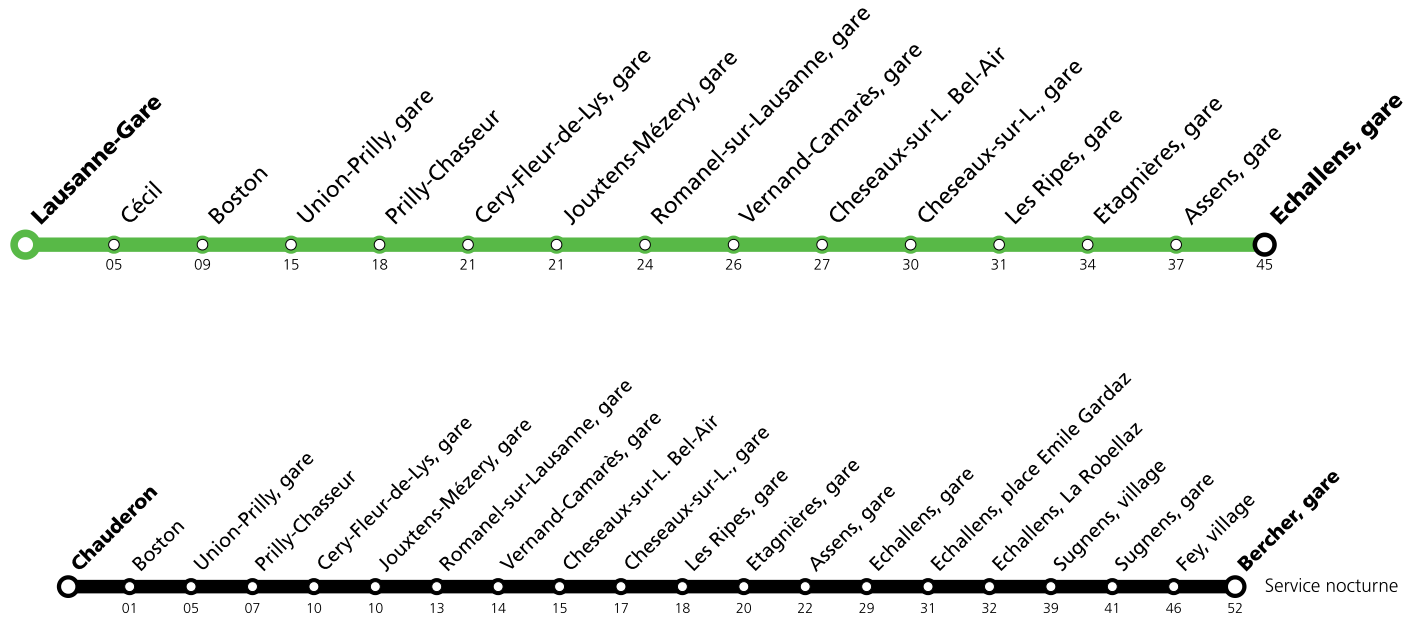 Lausanne-Gare
Cécil
Boston
Union-Prilly, gare
Prilly-Chasseur
Cery-Fleur-de-Lys, gare
Jouxtens-Mézery, gare
Romanel-sur-Lausanne, gare
Vernand-Camarès, gare
Cheseaux-sur-L. Bel-Air
Cheseaux-sur-L., gare
Les Ripes, gare
Etagnières, gare
Assens, gare
Echallens, gare
05 09 15 18 21 21 24 26 27 30 31 34 37 45
Chauderon
Boston
Union-Prilly, gare
Prilly-Chasseur
Cery-Fleur-de-Lys, gare
Jouxtens-Mézery, gare
Romanel-sur-Lausanne, gare
Vernand-Camarès, gare
Cheseaux-sur-L. Bel-Air
Cheseaux-sur-L., gare
Les Ripes, gare
Etagnières, gare
Assens, gare
Echallens, gare
Echallens, place Emile Gardaz
Echallens, La Robellaz
Sugnens, village
Sugnens, gare
Fey, village
Bercher, gare
Service nocturne
01 05 07 10 10 13 14 15 17 18 20 22 29 31 32 39 41 46 52